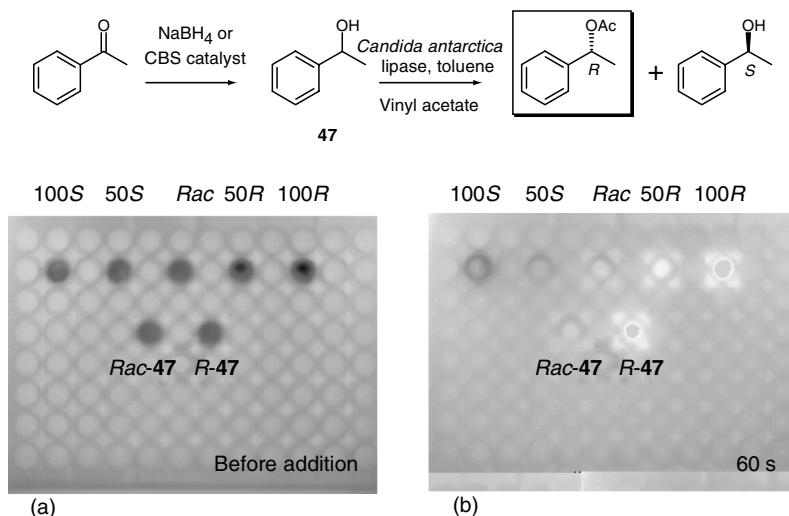 O
NaBH4 or
CBS catalyst
OH
47
Candida antarctica
lipase, toluene
Vinyl acetate
OAc
R
+
OH
S
100S 50S Rac 50R 100R
Rac-47 R-47
Before addition
(a)
100S 50S Rac 50R 100R
Rac-47 R-47
60 s
(b)